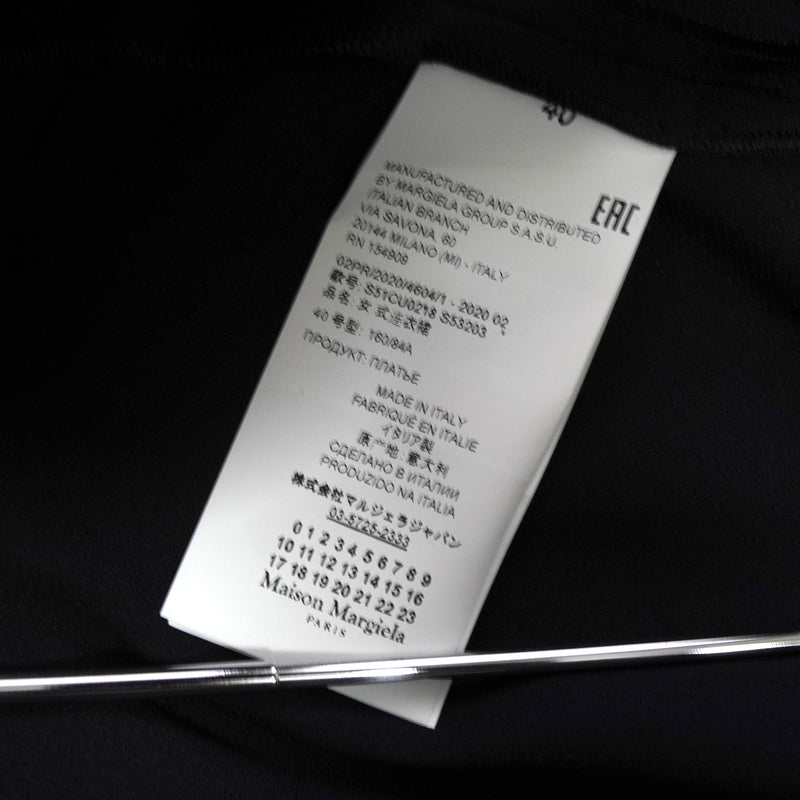 40
EAC
MANUFACTURED AND DISTRIBUTED
BY MARGIELA GROUP S.A.S.U.
ITALIAN BRANCH
VIA SAVONA, 60
20144 MILANO (MI) - ITALY
RN 154909
02PR/2020/4604/1 - 2020 02
款号: S51CU0218 S53203
品名: 女式连衣裙
40 号型: 160/84A
ПРОДУКТ: ПЛАТЬЕ
MADE IN ITALY
FABRIQUÉ EN ITALIE
イタリア製
原产地: 意大利
СДЕЛАНО В ИТАЛИИ
PRODUZIDO NA ITALIA
株式会社マルジェラジャパン
03-5725-2333
0 1 2 3 4 5 6 7 8 9
10 11 12 13 14 15 16
17 18 19 20 21 22 23
Maison Margiela
PARIS